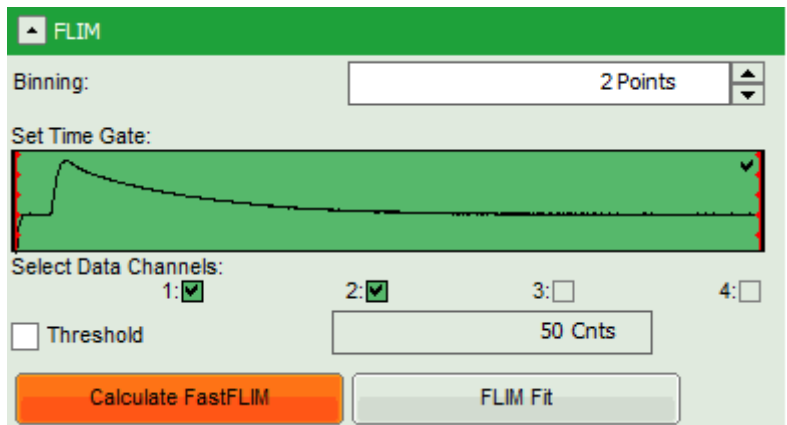 FLIM
Binning: 2 Points
Set Time Gate:
Select Data Channels:
1: 2: 3: 4:
Threshold 50 Cnts
Calculate FastFLIM FLIM Fit